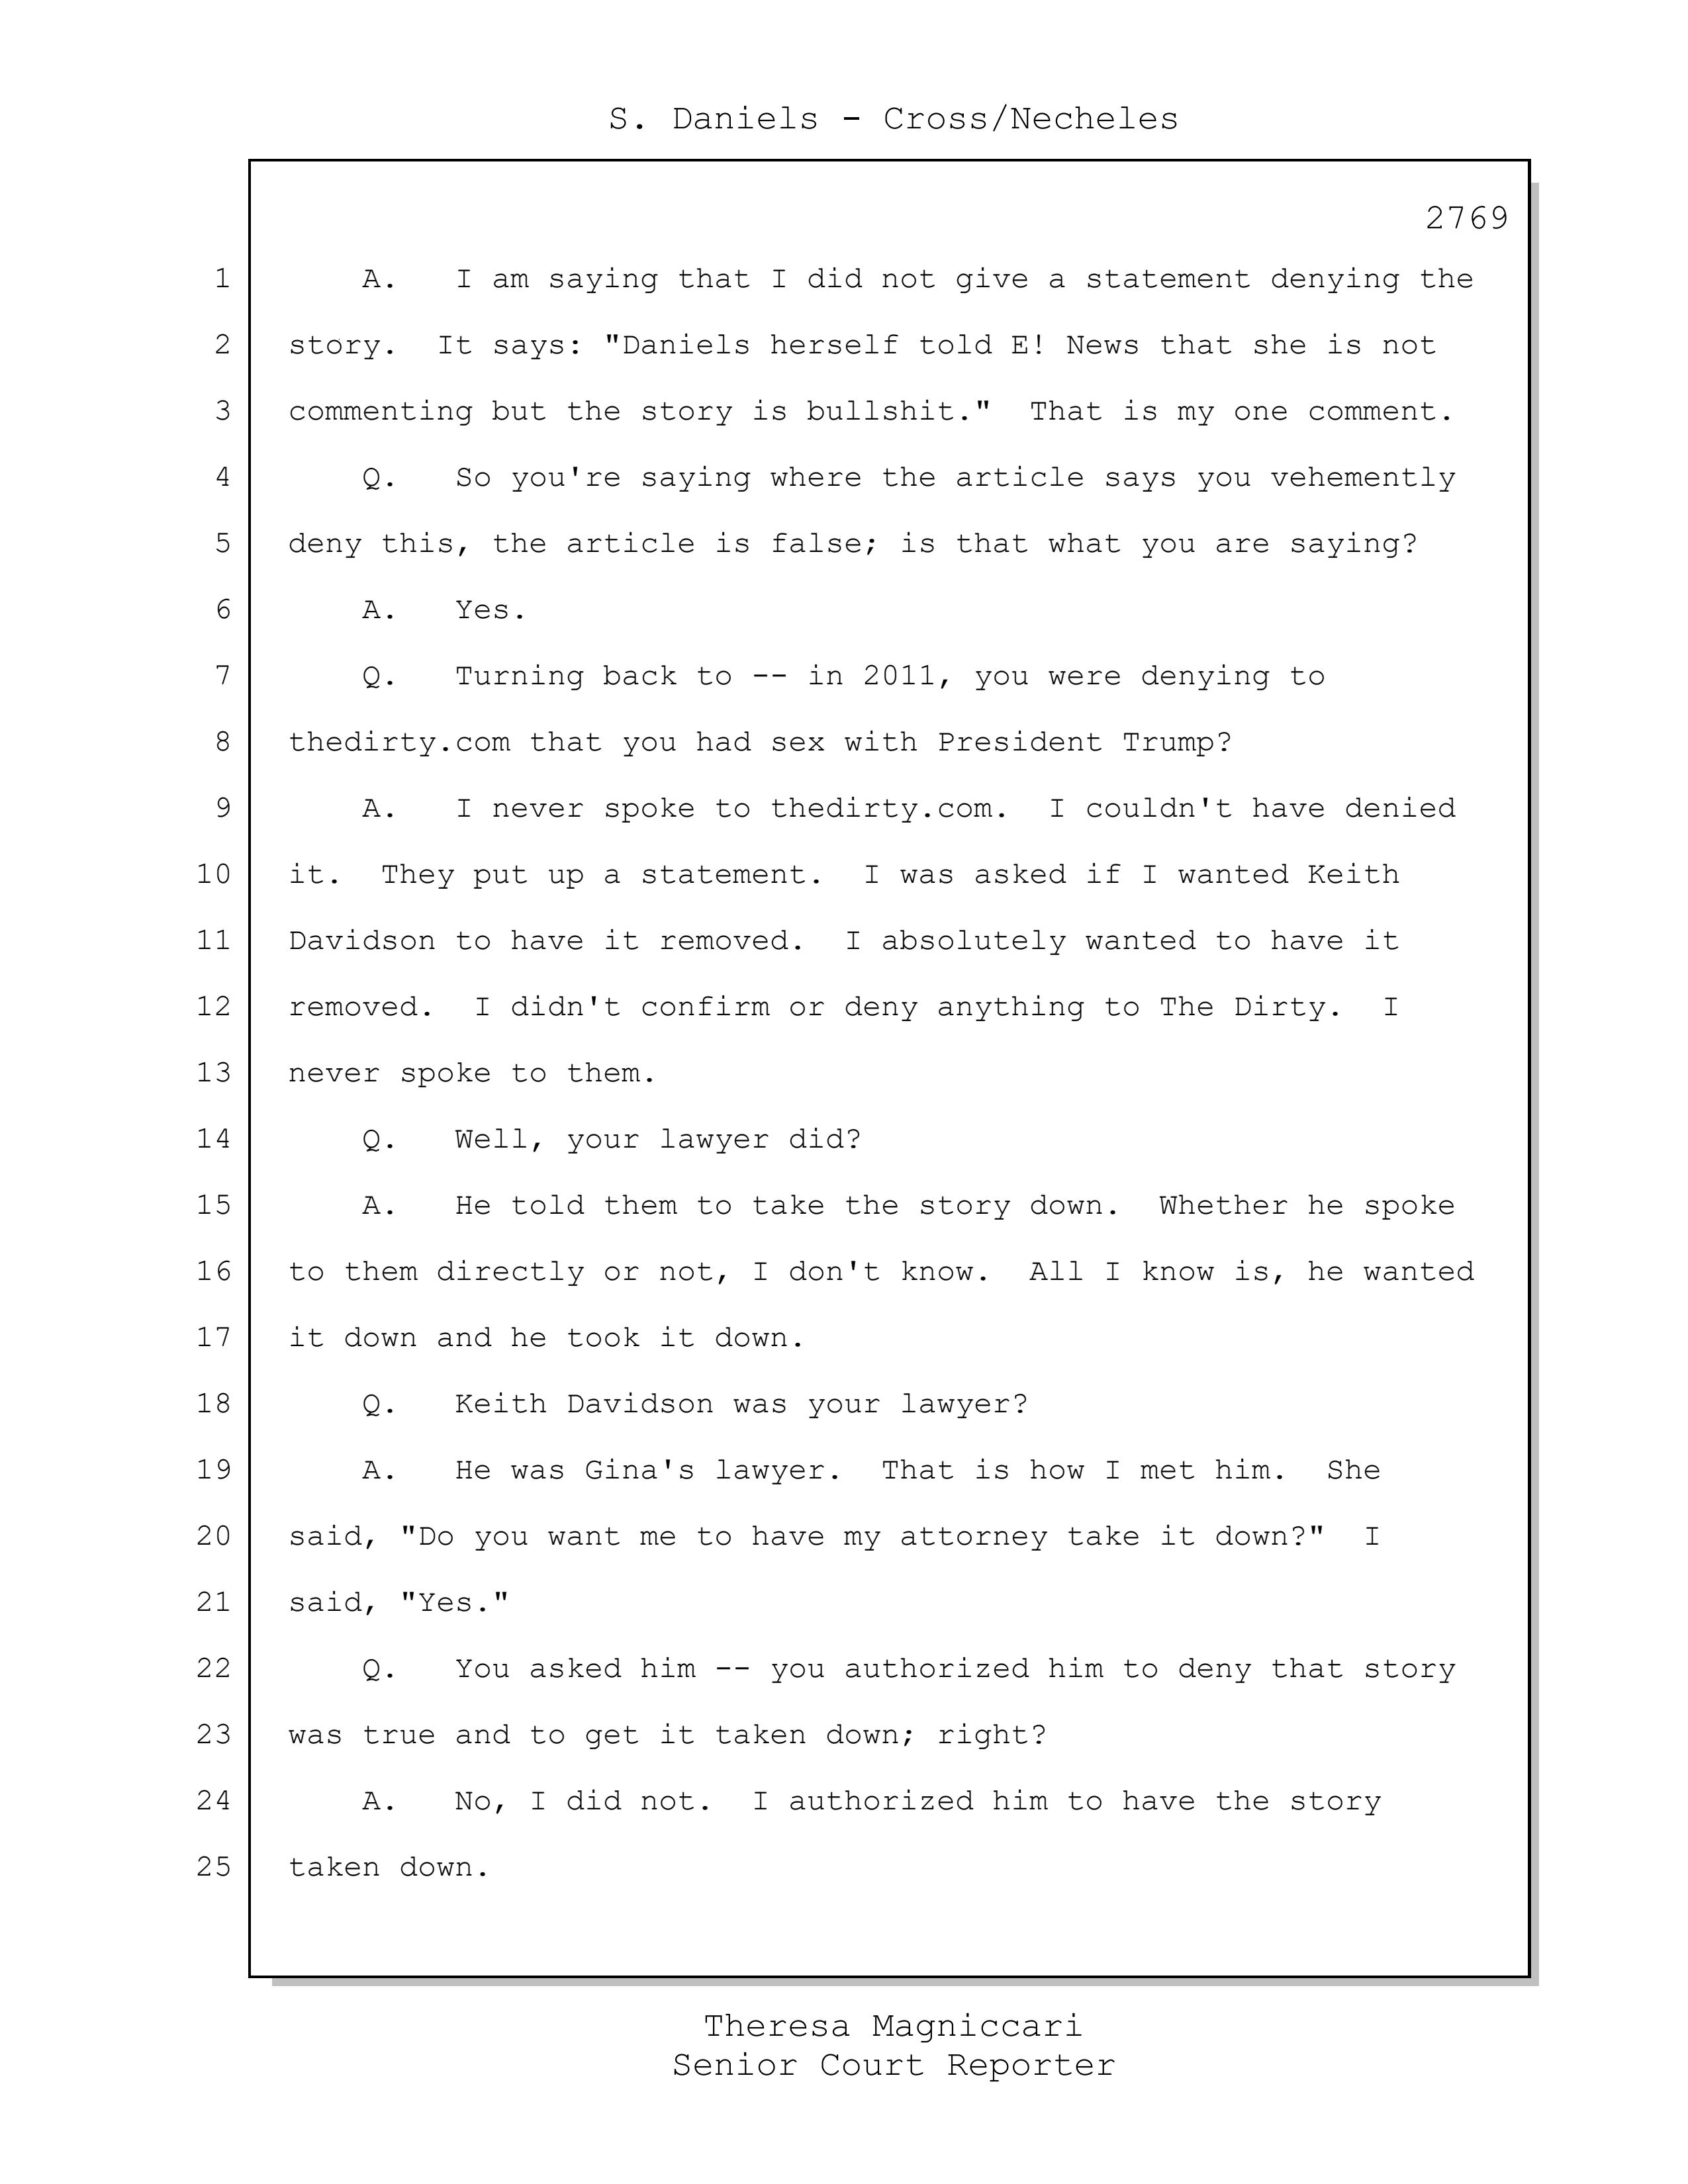 S. Daniels - Cross/Necheles
2769
1 A. I am saying that I did not give a statement denying the
2 story. It says: "Daniels herself told E! News that she is not
3 commenting but the story is bullshit." That is my one comment.
4 Q. So you're saying where the article says you vehemently
5 deny this, the article is false; is that what you are saying?
6 A. Yes.
7 Q. Turning back to -- in 2011, you were denying to
8 thedirty.com that you had sex with President Trump?
9 A. I never spoke to thedirty.com. I couldn't have denied
10 it. They put up a statement. I was asked if I wanted Keith
11 Davidson to have it removed. I absolutely wanted to have it
12 removed. I didn't confirm or deny anything to The Dirty. I
13 never spoke to them.
14 Q. Well, your lawyer did?
15 A. He told them to take the story down. Whether he spoke
16 to them directly or not, I don't know. All I know is, he wanted
17 it down and he took it down.
18 Q. Keith Davidson was your lawyer?
19 A. He was Gina's lawyer. That is how I met him. She
20 said, "Do you want me to have my attorney take it down?" I
21 said, "Yes."
22 Q. You asked him -- you authorized him to deny that story
23 was true and to get it taken down; right?
24 A. No, I did not. I authorized him to have the story
25 taken down.
Theresa Magniccari
Senior Court Reporter